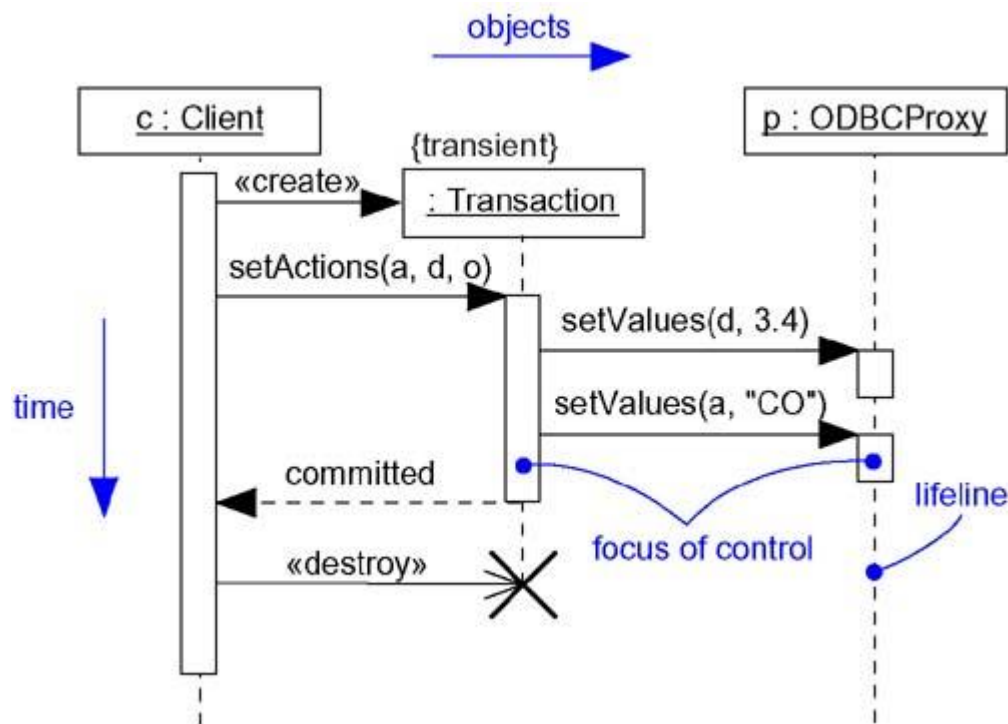 objects
c : Client
p : ODBCProxy
{transient}
«create»
: Transaction
setActions(a, d, o)
setValues(d, 3.4)
time
setValues(a, "CO")
committed
lifeline
focus of control
«destroy»